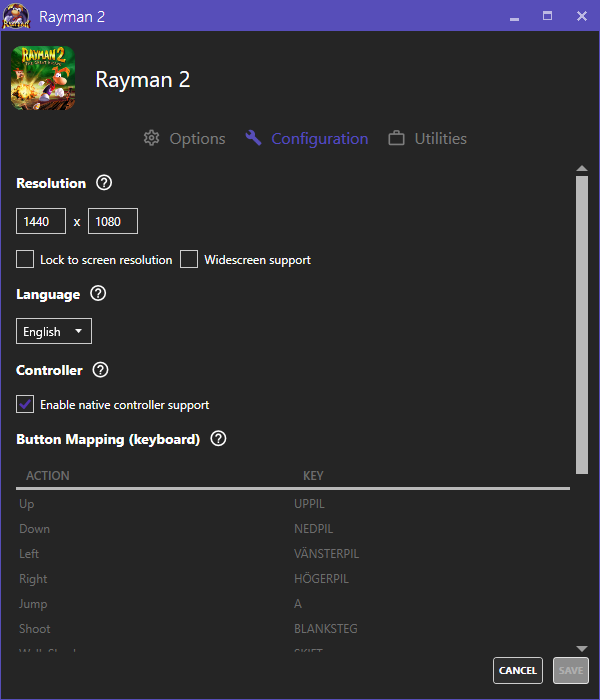 Rayman 2
RAYMAN 2
Rayman 2
Options Configuration Utilities
Resolution
1440 x 1080
Lock to screen resolution Widescreen support
Language
English
Controller
Enable native controller support
Button Mapping (keyboard)
ACTION KEY
Up UPPIL
Down NEDPIL
Left VÄNSTERPIL
Right HÖGERPIL
Jump A
Shoot BLANKSTEG
CANCEL SAVE